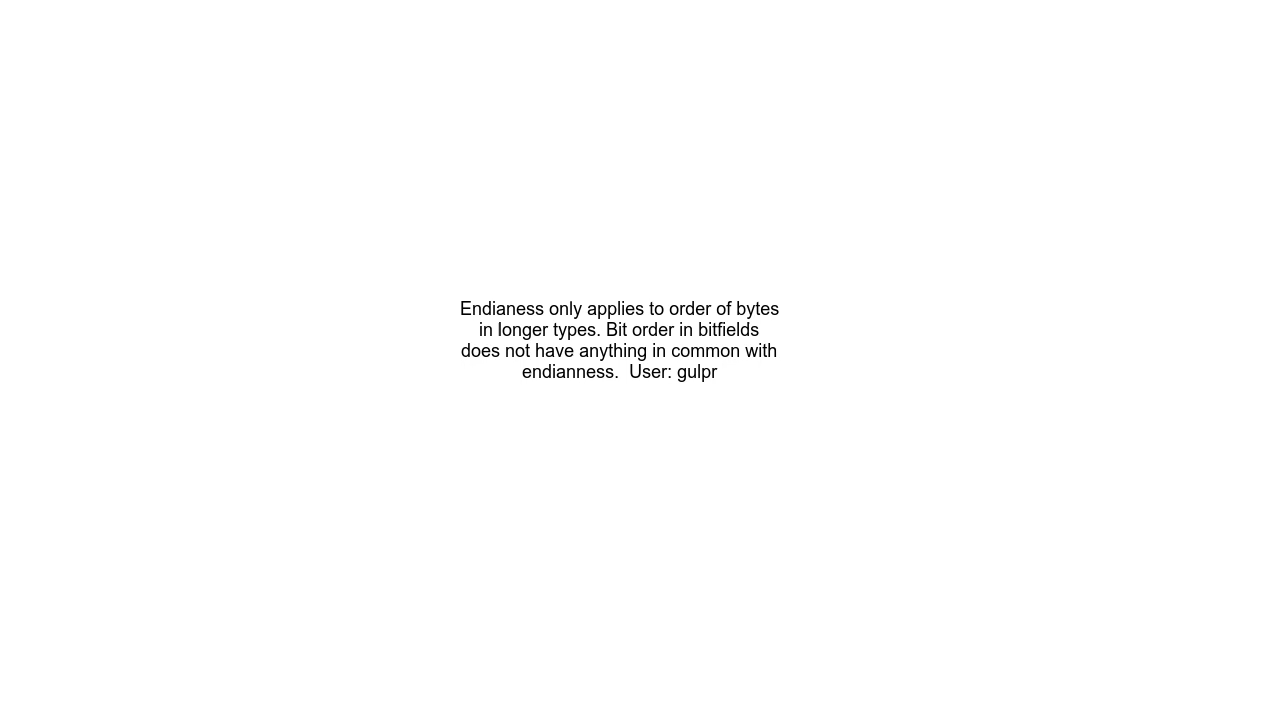 Endianess only applies to order of bytes
in longer types. Bit order in bitfields
does not have anything in common with
endianness.  User: gulpr